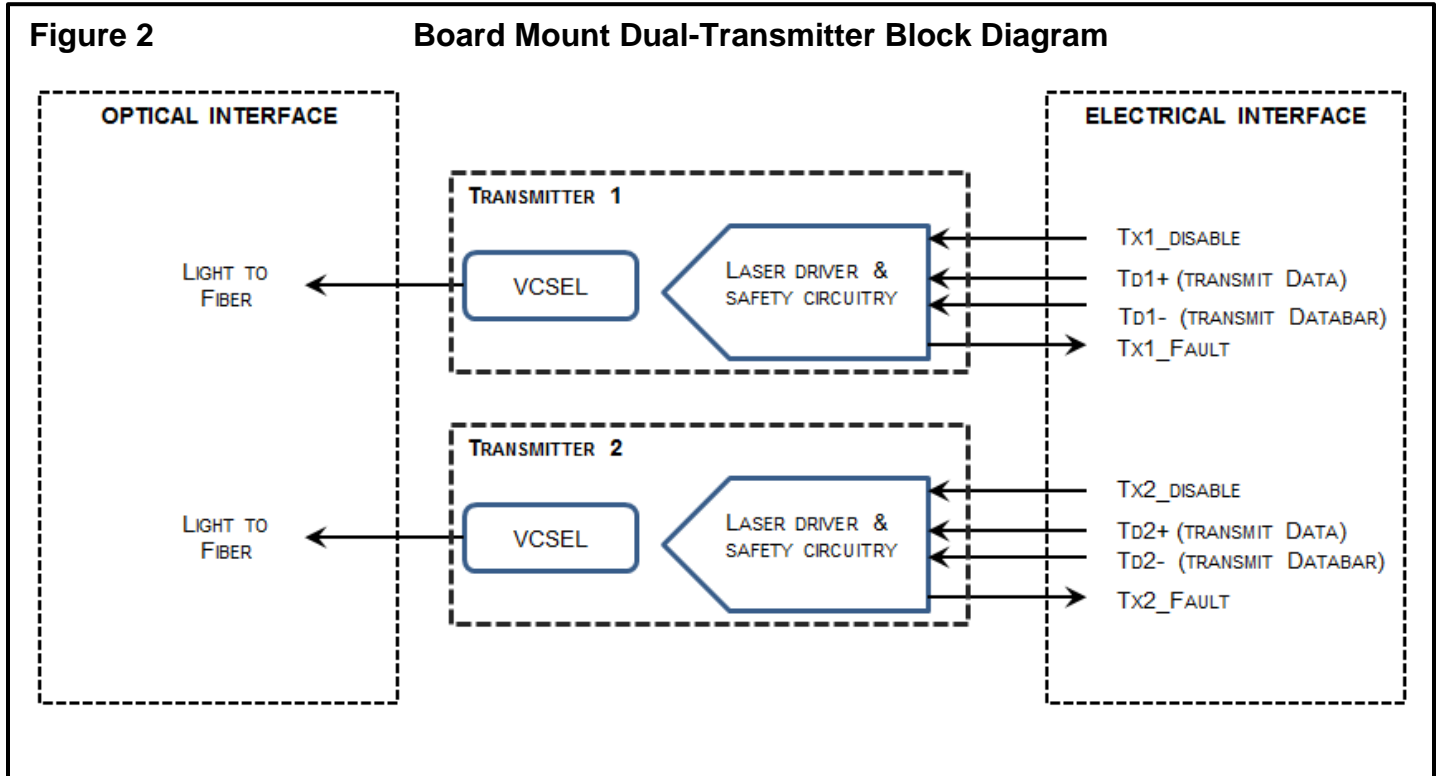 Figure 2 Board Mount Dual-Transmitter Block Diagram
OPTICAL INTERFACE
ELECTRICAL INTERFACE
TRANSMITTER 1
LIGHT TO
FIBER
VCSEL
LASER DRIVER &
SAFETY CIRCUITRY
TX1_DISABLE
TD1+ (TRANSMIT DATA)
TD1- (TRANSMIT DATABAR)
TX1_FAULT
TRANSMITTER 2
LIGHT TO
FIBER
VCSEL
LASER DRIVER &
SAFETY CIRCUITRY
TX2_DISABLE
TD2+ (TRANSMIT DATA)
TD2- (TRANSMIT DATABAR)
TX2_FAULT